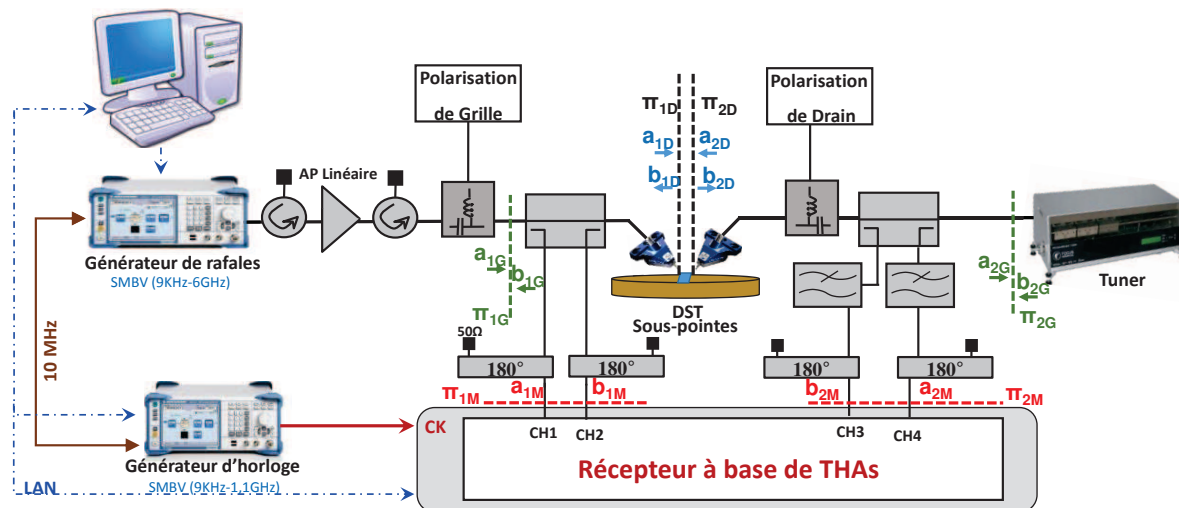 Polarisation
de Grille
π1D
π2D
a1D
a2D
b1D
b2D
Polarisation
de Drain
AP Linéaire
Générateur de rafales
SMBV (9KHz-6GHz)
a1G
b1G
π1G
DST
Sous-pointes
a2G
b2G
π2G
Tuner
10 MHz
50Ω
180°
180°
180°
180°
π1M
a1M
b1M
b2M
a2M
π2M
CK
CH1
CH2
CH3
CH4
Récepteur à base de THAs
Générateur d'horloge
SMBV (9KHz-1,1GHz)
LAN